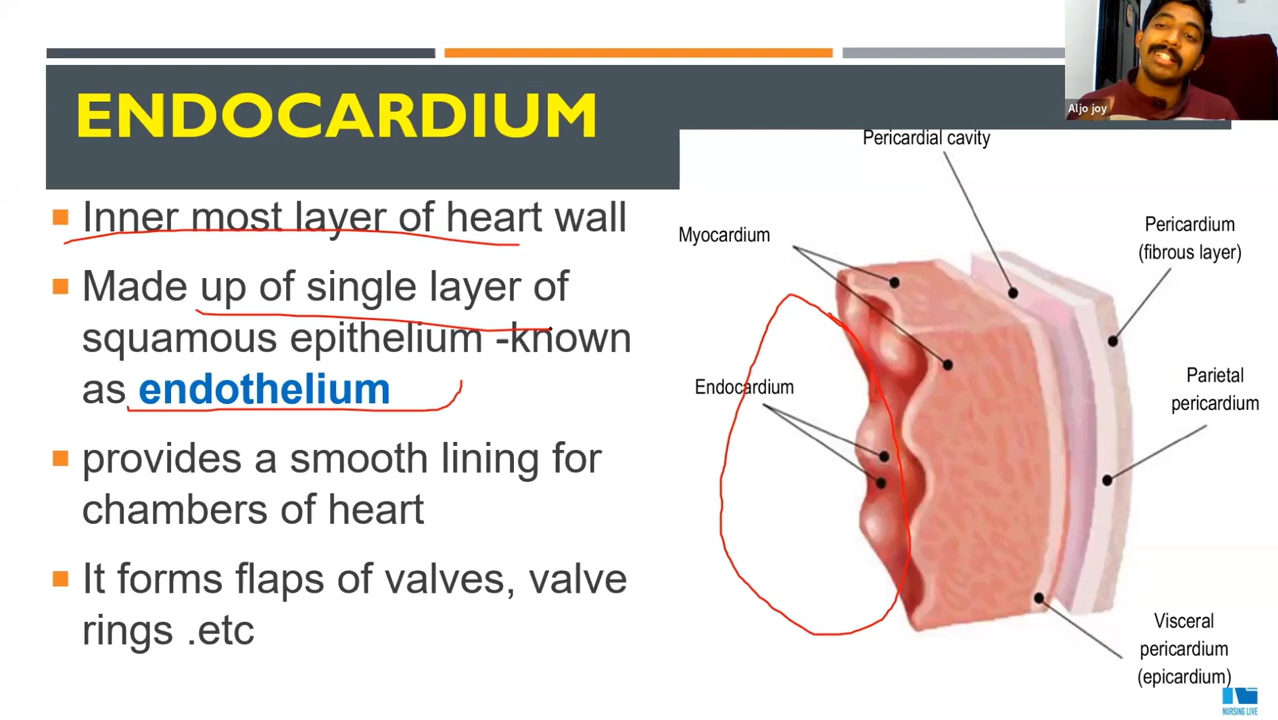 Aljo joy
ENDOCARDIUM
Inner most layer of heart wall
Made up of single layer of
squamous epithelium -known
as endothelium
provides a smooth lining for
chambers of heart
It forms flaps of valves, valve
rings .etc
Pericardial cavity
Myocardium
Pericardium
(fibrous layer)
Endocardium
Parietal
pericardium
Visceral
pericardium
(epicardium)
NURSING LIVE